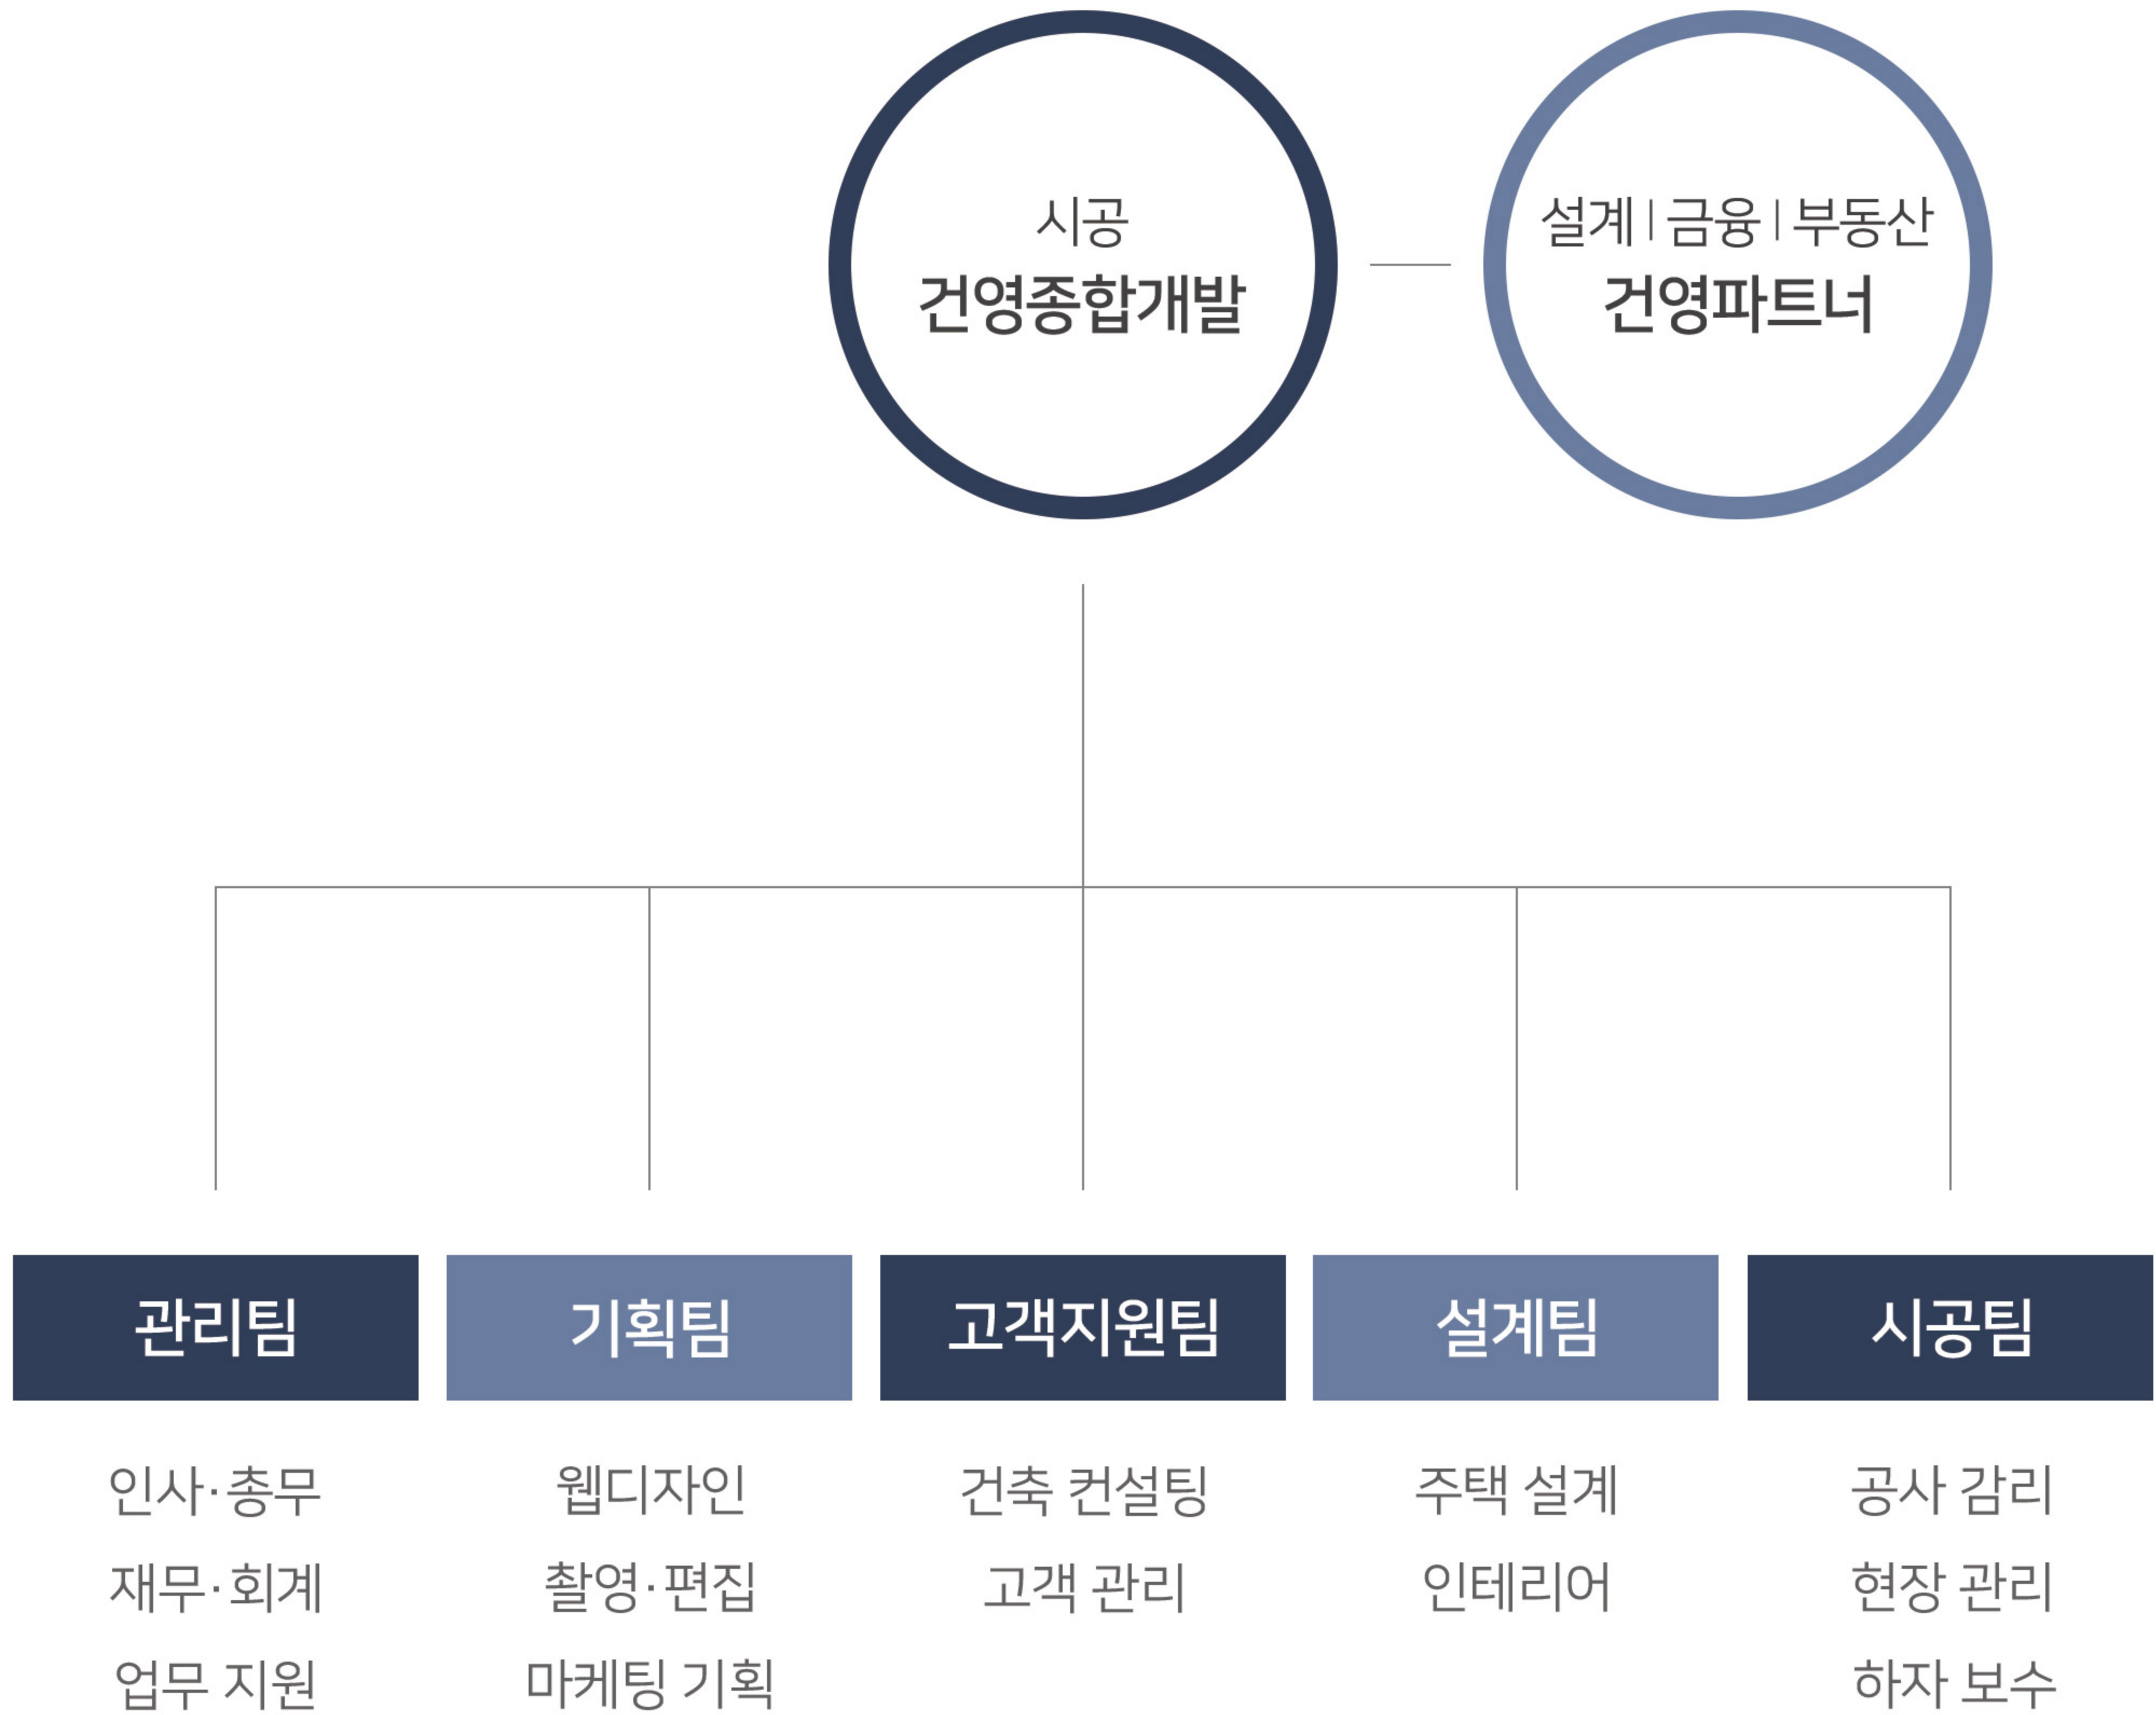 시공
건영종합개발
설계 | 금융 | 부동산
건영파트너
관리팀
인사·총무
재무·회계
업무 지원
기획팀
웹디자인
촬영·편집
마케팅 기획
고객지원팀
건축 컨설팅
고객 관리
설계팀
주택 설계
인테리어
시공팀
공사 감리
현장 관리
하자 보수